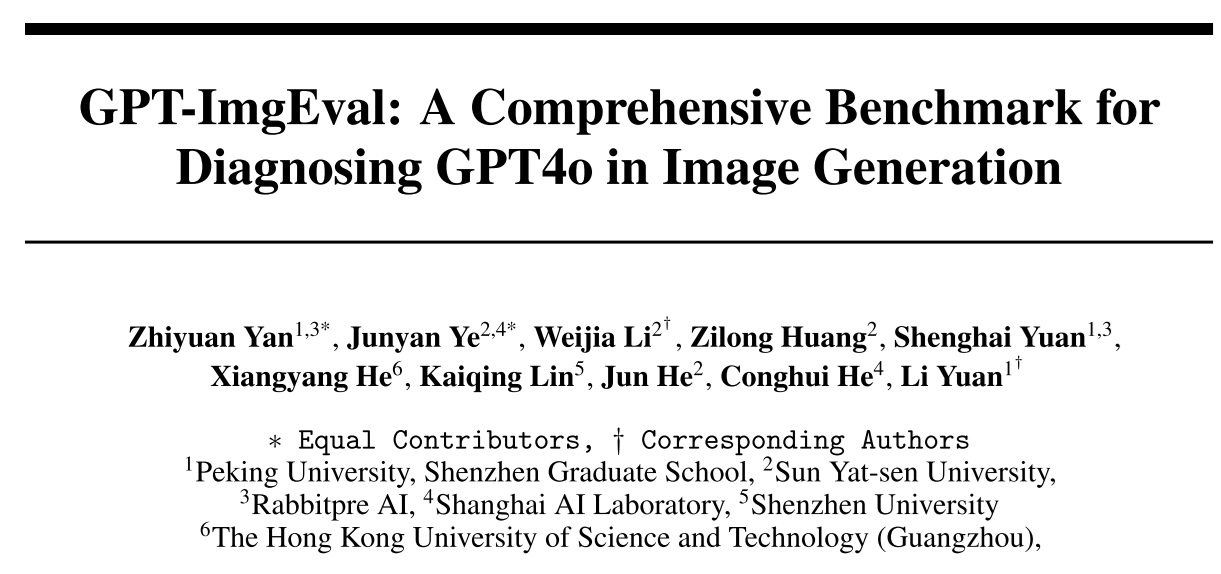 GPT-ImgEval: A Comprehensive Benchmark for
Diagnosing GPT4o in Image Generation
Zhiyuan Yan1,3*, Junyan Ye2,4*, Weijia Li2†, Zilong Huang2, Shenghai Yuan1,3,
Xiangyang He6, Kaiqing Lin5, Jun He2, Conghui He4, Li Yuan1†
* Equal Contributors, † Corresponding Authors
1Peking University, Shenzhen Graduate School, 2Sun Yat-sen University,
3Rabbitpre AI, 4Shanghai AI Laboratory, 5Shenzhen University
6The Hong Kong University of Science and Technology (Guangzhou),